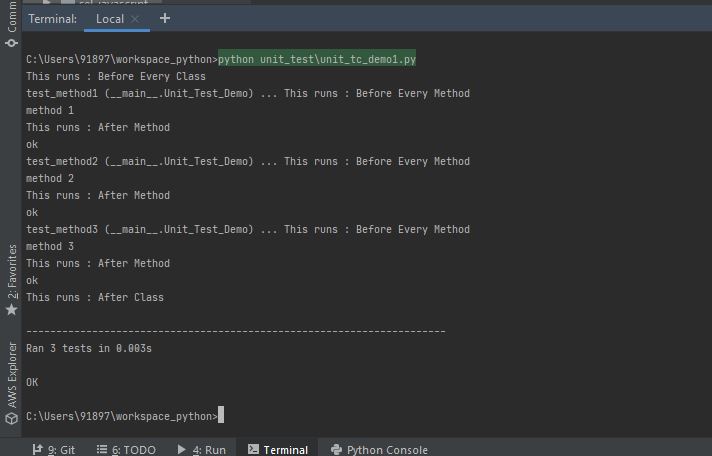 sel_javascript
Comm
Terminal: Local × +
C:\Users\91897\workspace_python>python unit_test\unit_tc_demo1.py
This runs : Before Every Class
test_method1 (__main__.Unit_Test_Demo) ... This runs : Before Every Method
method 1
This runs : After Method
ok
test_method2 (__main__.Unit_Test_Demo) ... This runs : Before Every Method
method 2
This runs : After Method
ok
test_method3 (__main__.Unit_Test_Demo) ... This runs : Before Every Method
method 3
This runs : After Method
ok
This runs : After Class
----------------------------------------------------------------------
Ran 3 tests in 0.003s
OK
C:\Users\91897\workspace_python>
2: Favorites
AWS Explorer
9: Git 6: TODO 4: Run Terminal Python Console